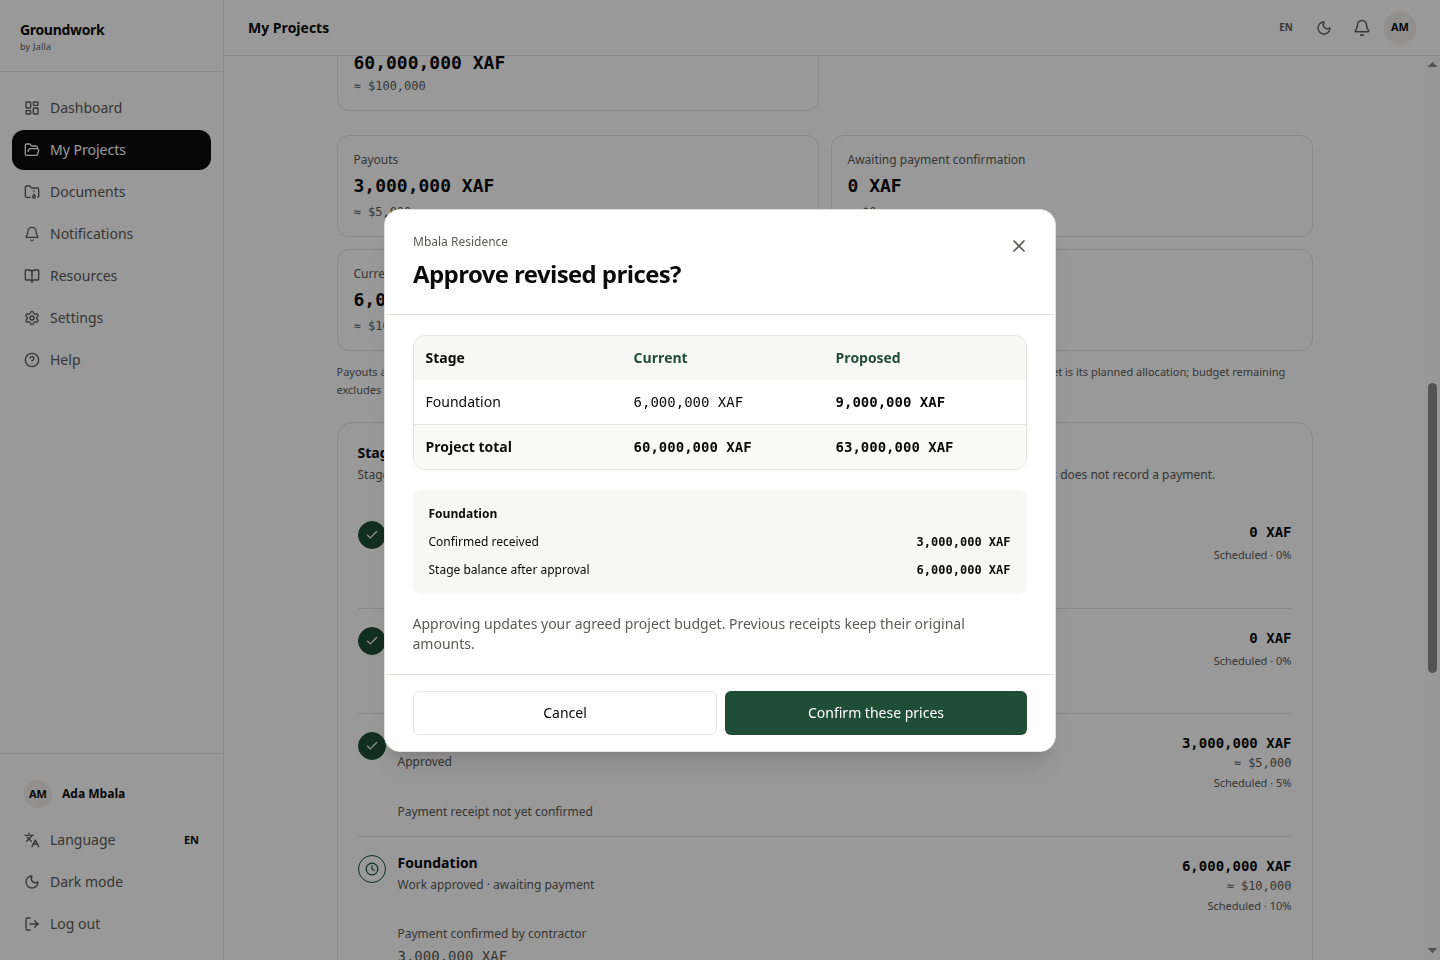 Groundwork
by Jalla
My Projects
EN
AM
Dashboard
My Projects
Documents
Notifications
Resources
Settings
Help
60,000,000 XAF
≈ $100,000
Payouts
3,000,000 XAF
Awaiting payment confirmation
0 XAF
Mbala Residence
Approve revised prices?
Stage Current Proposed
Foundation 6,000,000 XAF 9,000,000 XAF
Project total 60,000,000 XAF 63,000,000 XAF
Foundation
Confirmed received 3,000,000 XAF
Stage balance after approval 6,000,000 XAF
Approving updates your agreed project budget. Previous receipts keep their original
amounts.
Cancel
Confirm these prices
Payouts
is its planned allocation; budget remaining
excludes
does not record a payment.
0 XAF
Scheduled · 0%
0 XAF
Scheduled · 0%
3,000,000 XAF
≈ $5,000
Approved
Scheduled · 5%
Payment receipt not yet confirmed
Foundation
6,000,000 XAF
Work approved · awaiting payment
≈ $10,000
Scheduled · 10%
Payment confirmed by contractor
3,000,000 XAF
AM
Ada Mbala
Language
EN
Dark mode
Log out